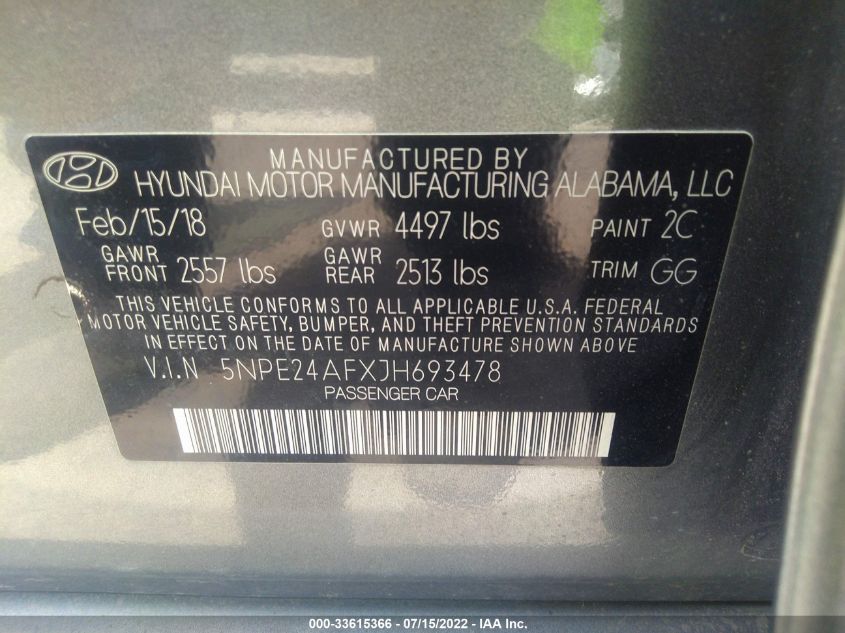 MANUFACTURED BY
HYUNDAI MOTOR MANUFACTURING ALABAMA, LLC
Feb/15/18 GVWR 4497 lbs PAINT 2C
GAWR FRONT 2557 lbs GAWR REAR 2513 lbs TRIM GG
THIS VEHICLE CONFORMS TO ALL APPLICABLE U.S.A. FEDERAL
MOTOR VEHICLE SAFETY, BUMPER, AND THEFT PREVENTION STANDARDS
IN EFFECT ON THE DATE OF MANUFACTURE SHOWN ABOVE.
V.I.N 5NPE24AFXJH693478
PASSENGER CAR
000-33615366 - 07/15/2022 - IAA Inc.